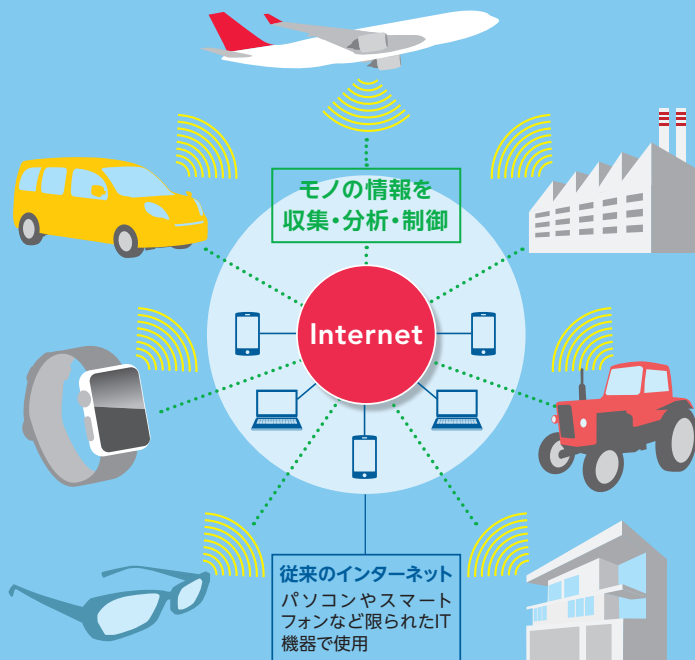 モノの情報を
収集・分析・制御
Internet
従来のインターネット
パソコンやスマート
フォンなど限られたIT
機器で使用